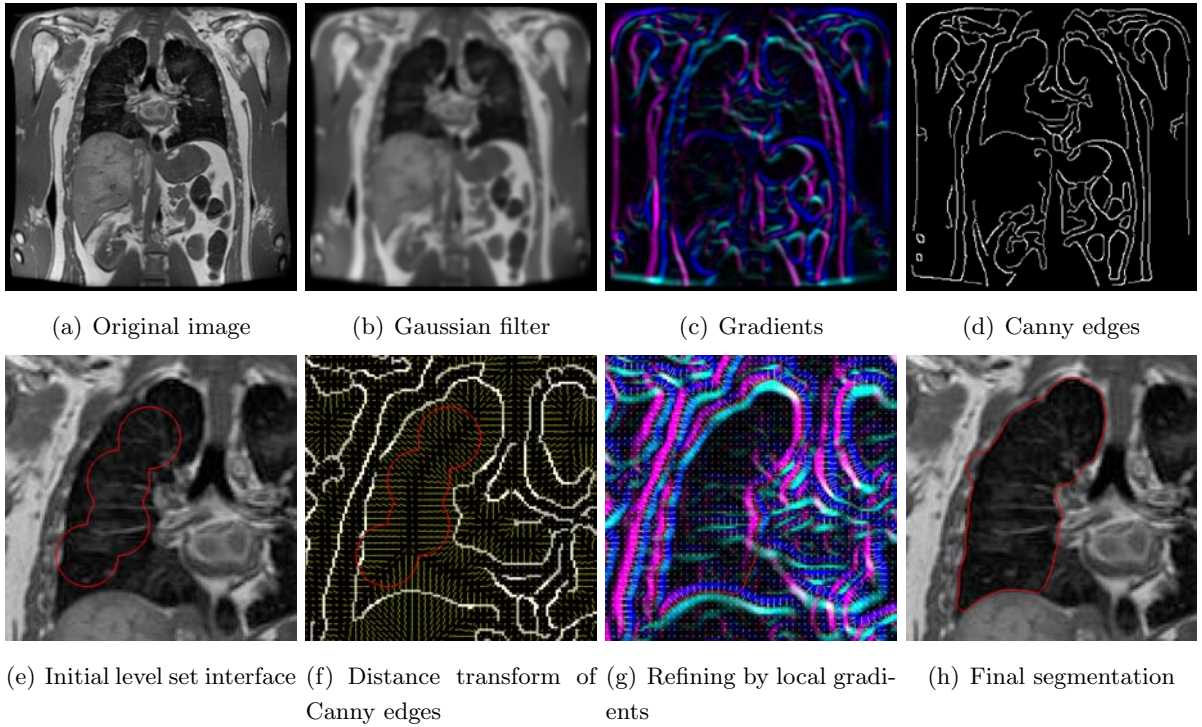 (a) Original image
(b) Gaussian filter
(c) Gradients
(d) Canny edges
(e) Initial level set interface
(f) Distance transform of
Canny edges
(g) Refining by local gradi-
ents
(h) Final segmentation